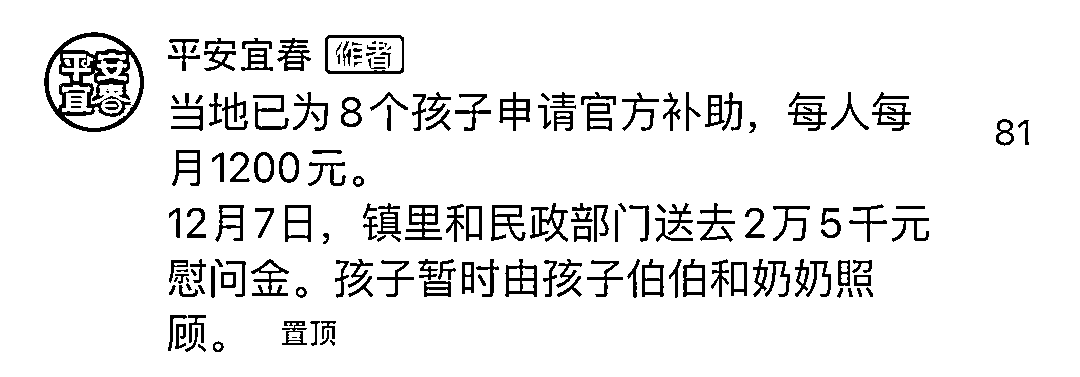 平安
宜春
平安宜春 作者
当地已为8个孩子申请官方补助，每人每
月1200元。
81
12月7日，镇里和民政部门送去2万5千元
慰问金。孩子暂时由孩子伯伯和奶奶照
顾。 置顶